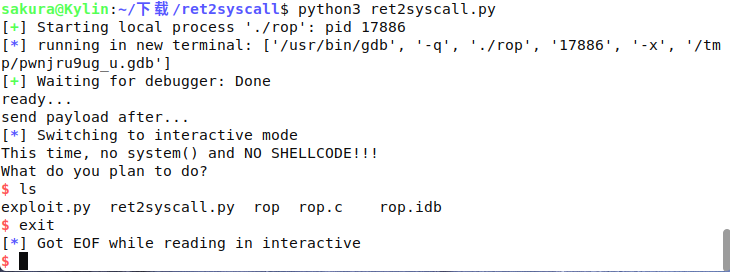 sakura@Kylin:~/下载/ret2syscall$ python3 ret2syscall.py
[+] Starting local process './rop': pid 17886
[*] running in new terminal: ['/usr/bin/gdb', '-q', './rop', '17886', '-x', '/tm
p/pwnjru9ug_u.gdb']
[+] Waiting for debugger: Done
ready...
send payload after...
[*] Switching to interactive mode
This time, no system() and NO SHELLCODE!!!
What do you plan to do?
$ ls
exploit.py  ret2syscall.py  rop  rop.c    rop.idb
$ exit
[*] Got EOF while reading in interactive
$